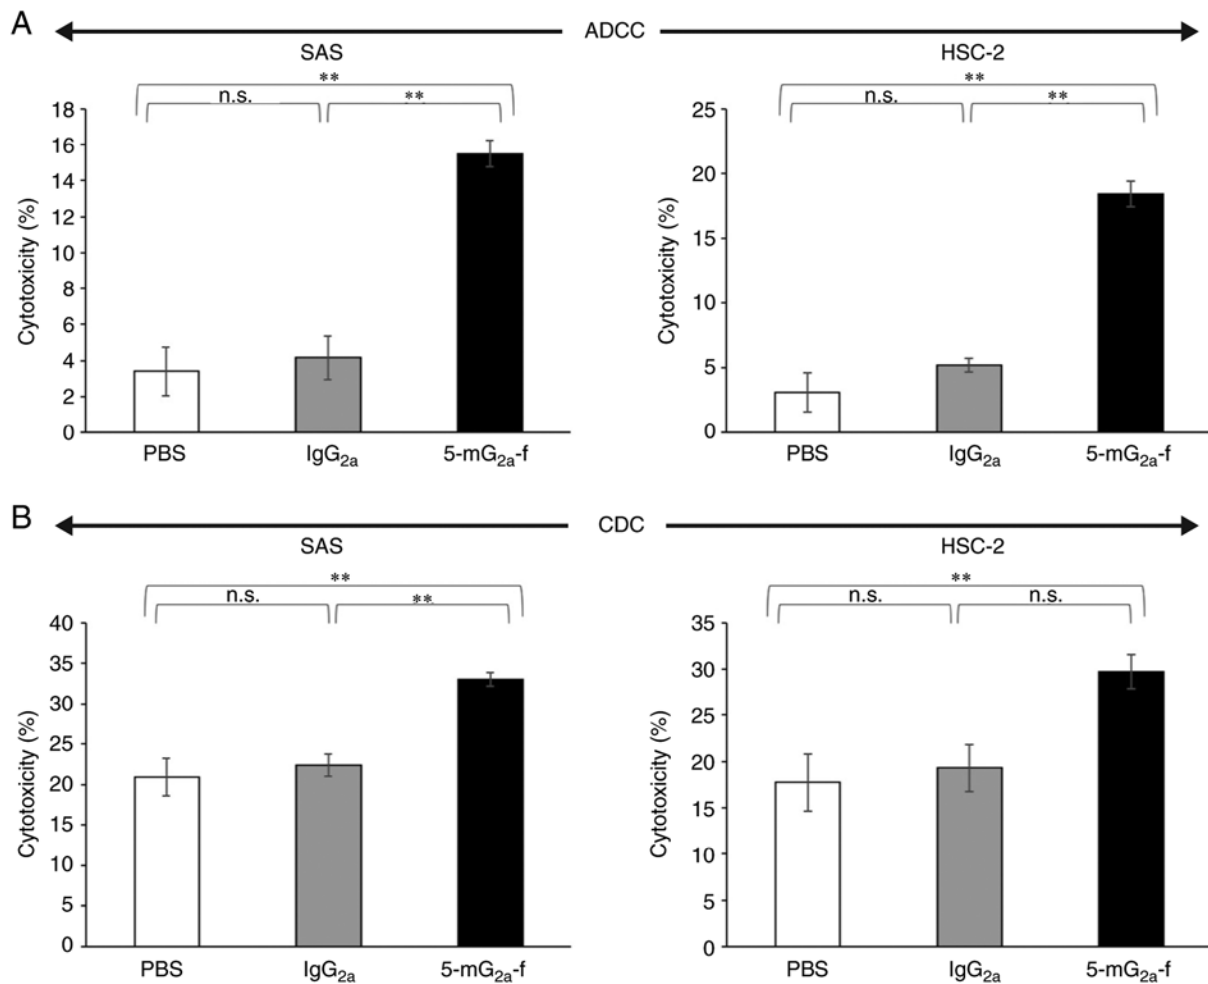 A
ADCC
SAS
HSC-2
**
n.s.
**
Cytotoxicity (%)
18
16
14
12
10
8
6
4
2
0
PBS
IgG2a
5-mG2a-f
**
n.s.
**
Cytotoxicity (%)
25
20
15
10
5
0
PBS
IgG2a
5-mG2a-f
B
CDC
SAS
HSC-2
**
n.s.
**
Cytotoxicity (%)
40
35
30
25
20
15
10
5
0
PBS
IgG2a
5-mG2a-f
**
n.s.
n.s.
Cytotoxicity (%)
35
30
25
20
15
10
5
0
PBS
IgG2a
5-mG2a-f